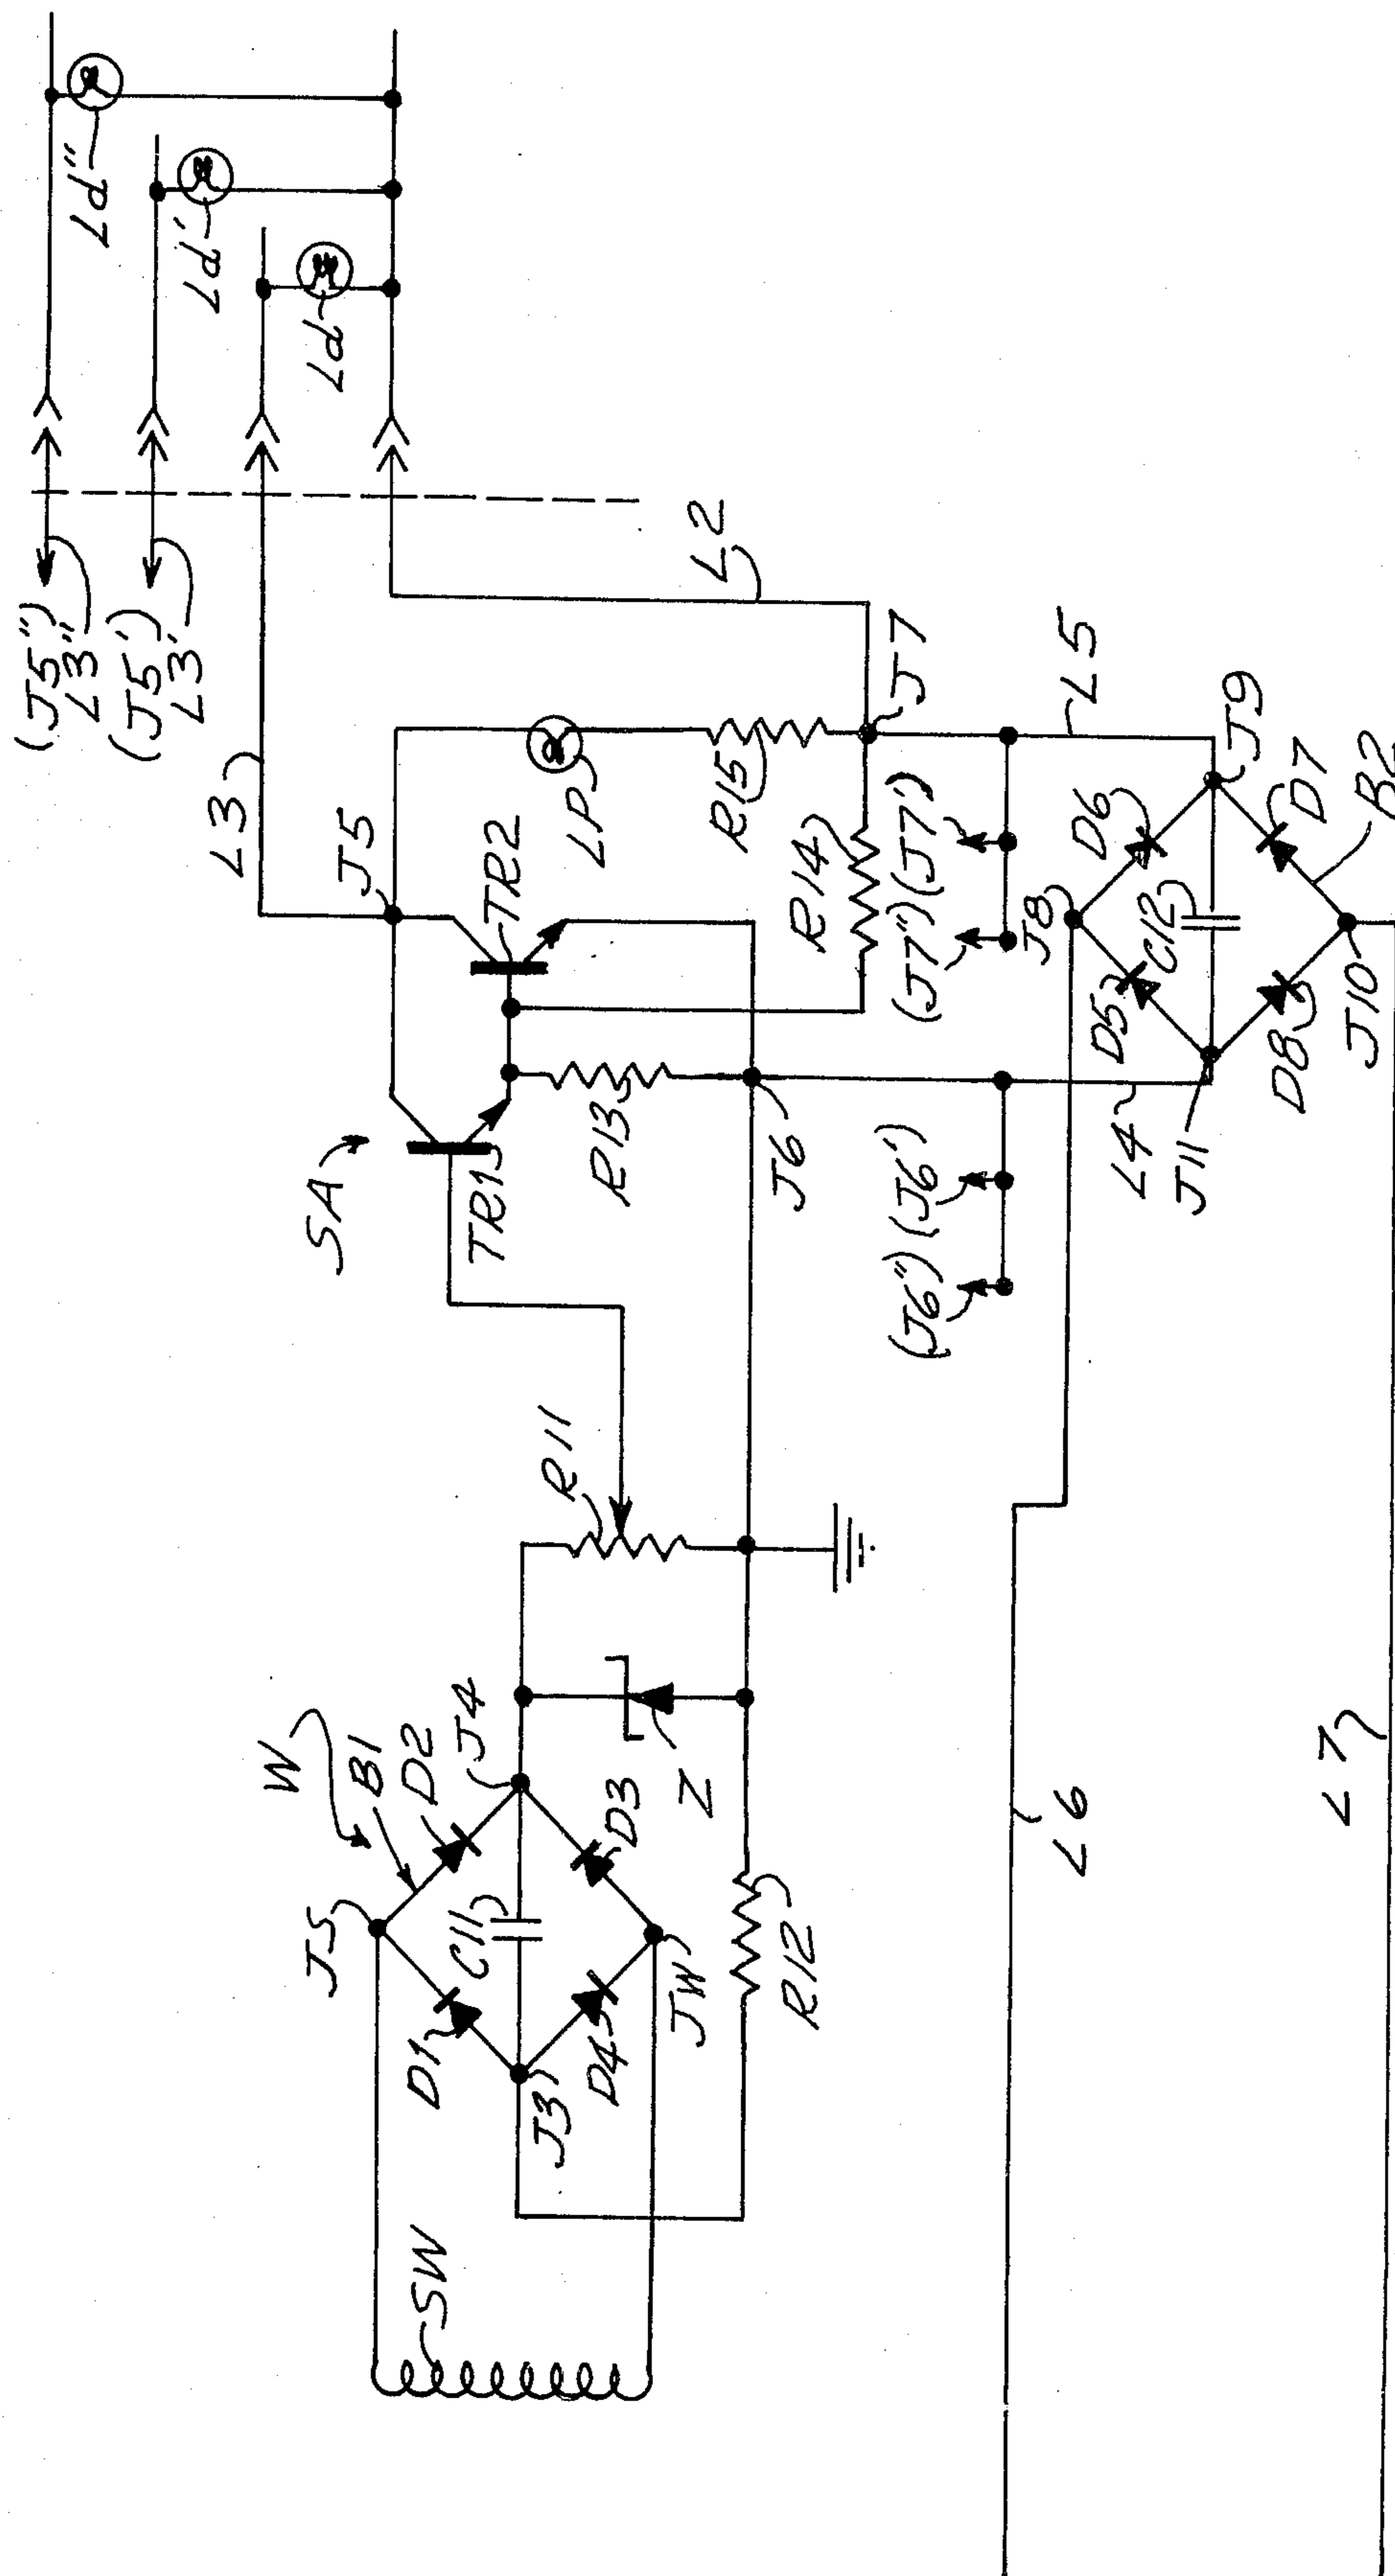 (J5")
L3"
(J5')
L3'
Ld"
Ld'
Ld
L3
L2
J5
SA
TR1
TR2
LP
R15
J7
R14
R13
J6
(J7")(J7')
(J6")(J6')
L5
L4
J8
D6
J9
D5
C12
D7
B2
J11
D8
J10
R11
W
B1
D2
J4
JS
C11
D3
Z
D1
J3
D4
JW
R12
SW
L6
L7